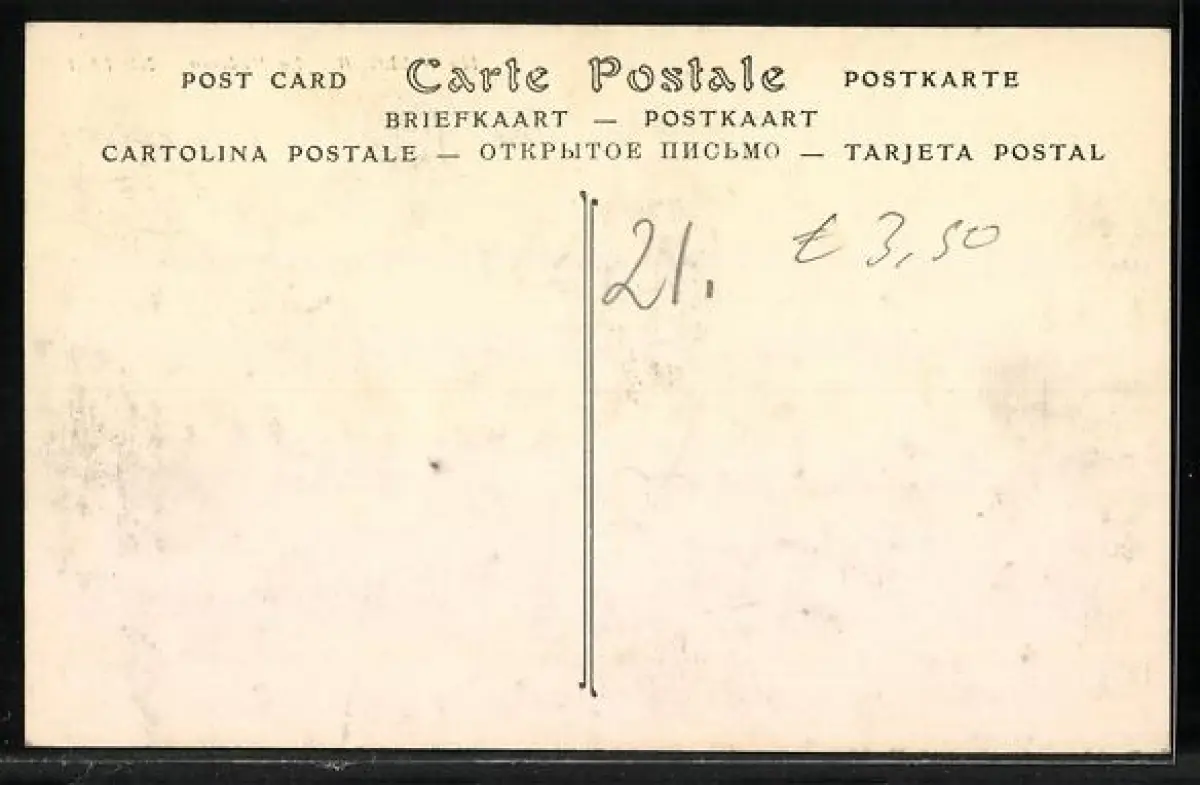 POST CARD Carte Postale POSTKARTE
BRIEFKAART — POSTKAART
CARTOLINA POSTALE — ОТКРЫТОЕ ПИСЬМО — TARJETA POSTAL
21. € 3,50